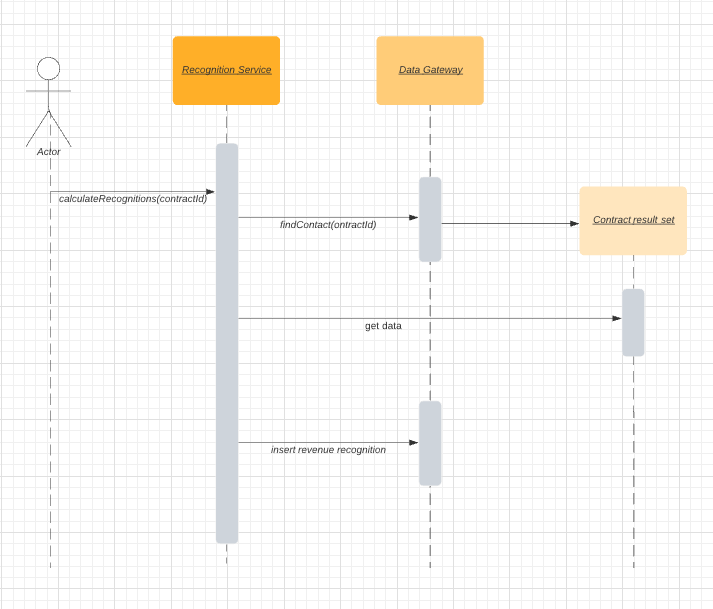 Recognition Service
Data Gateway
Actor
calculateRecognitions(contractId)
Contract result set
findContact(ontractId)
get data
insert revenue recognition